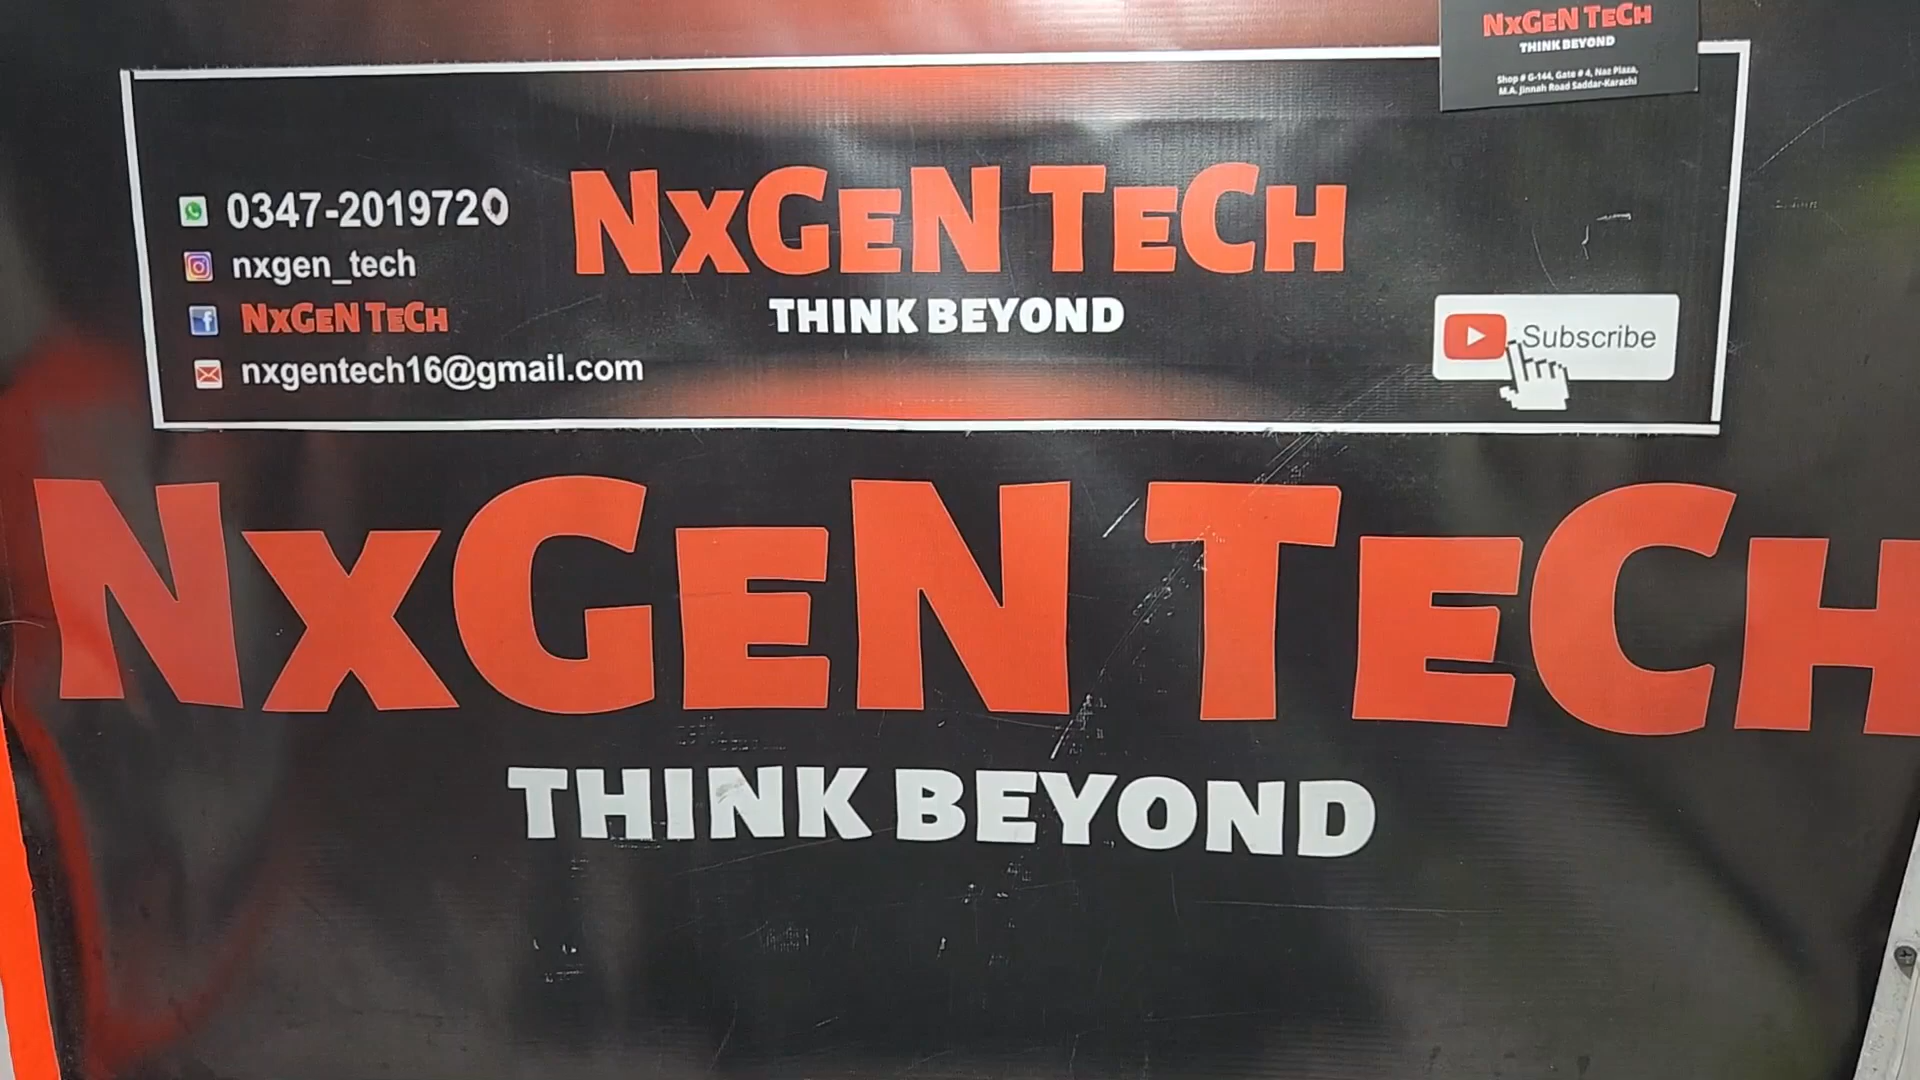 NxGeN TeCh
THINK BEYOND
Shop # G-144, Gate # 4, Naz Plaza,
M.A. Jinnah Road Saddar-Karachi
0347-2019720
nxgen_tech
NxGeN TeCh
nxgentech16@gmail.com
NxGeN TeCh
THINK BEYOND
Subscribe
NxGeN TeCh
THINK BEYOND